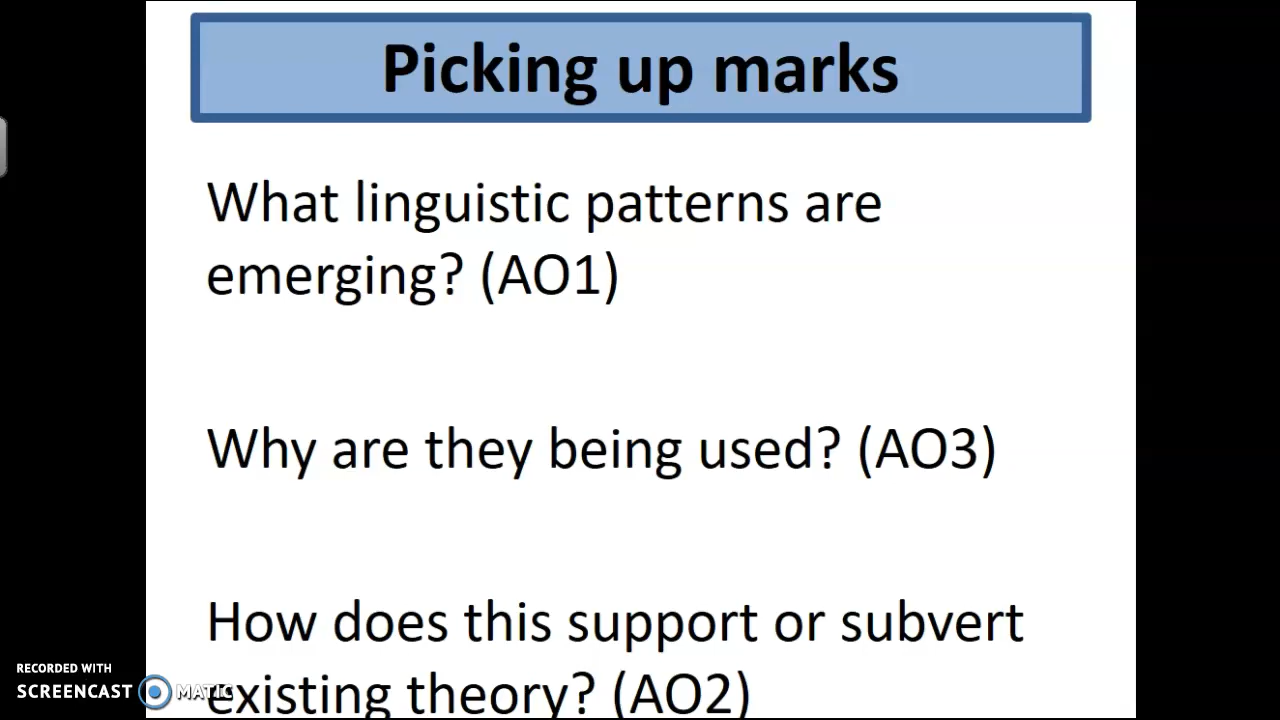 Picking up marks
What linguistic patterns are
emerging? (AO1)
Why are they being used? (AO3)
How does this support or subvert
existing theory? (AO2)
RECORDED WITH
SCREENCAST MATIC